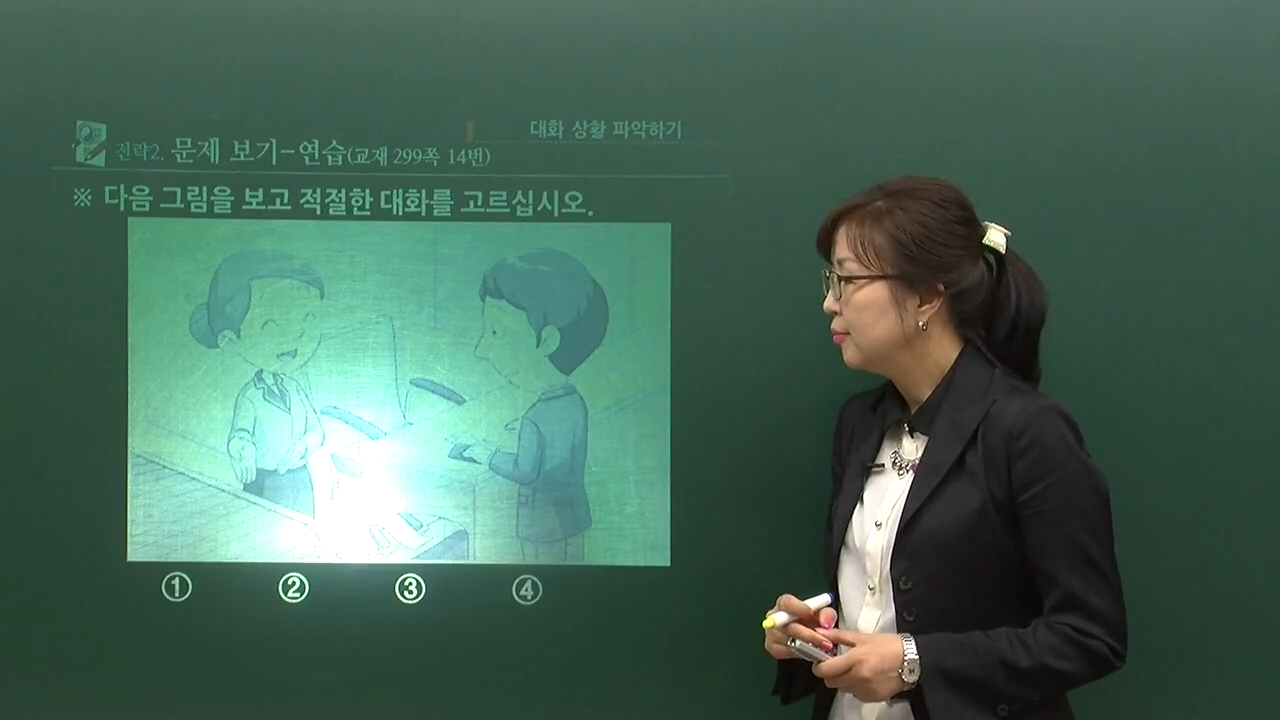 대화 상황 파악하기
전략2. 문제 보기-연습(교재 299쪽 14번)
※ 다음 그림을 보고 적절한 대화를 고르십시오.
① ② ③ ④